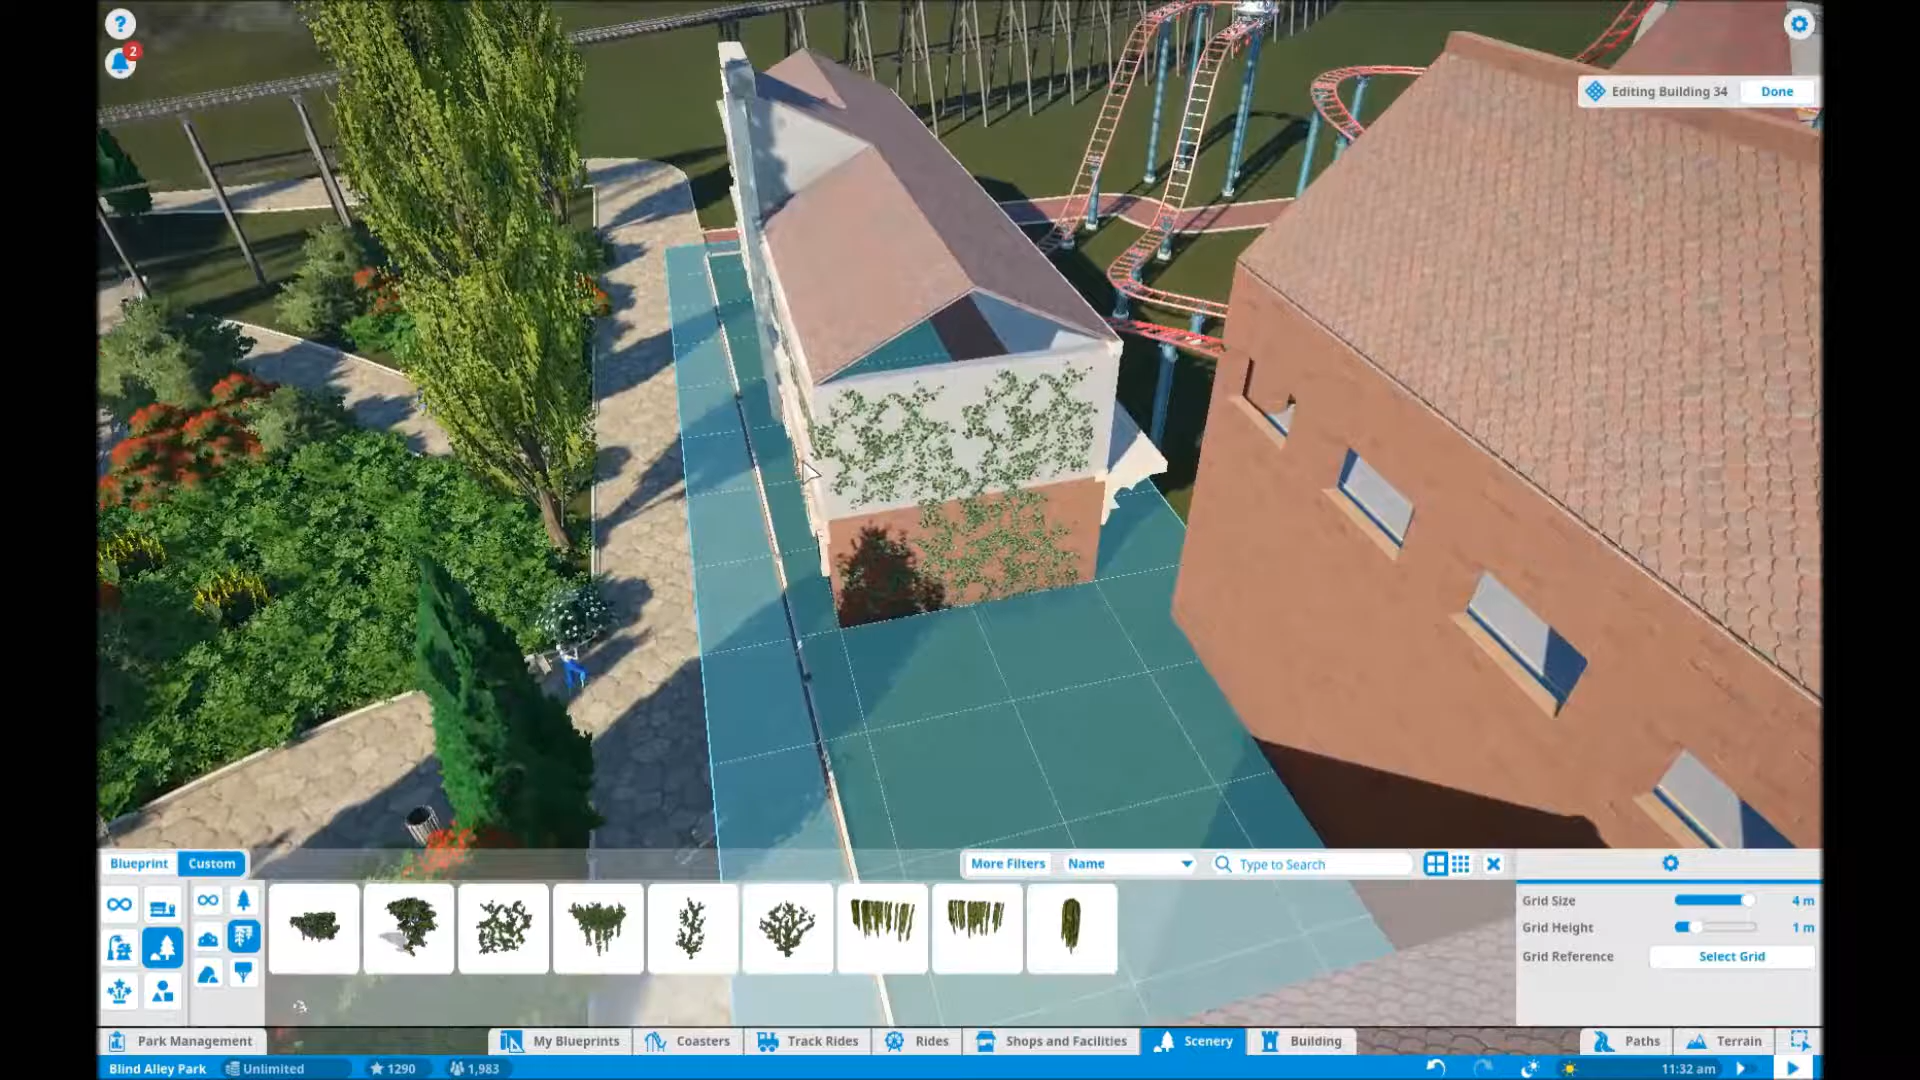 ?
2
Editing Building 34 Done
Blueprint Custom
More Filters Name Type to Search
Grid Size 4 m
Grid Height 1 m
Grid Reference Select Grid
Park Management My Blueprints Coasters Track Rides Rides Shops and Facilities Scenery Building Paths Terrain
Blind Alley Park Unlimited 1290 1,983 11:32 am